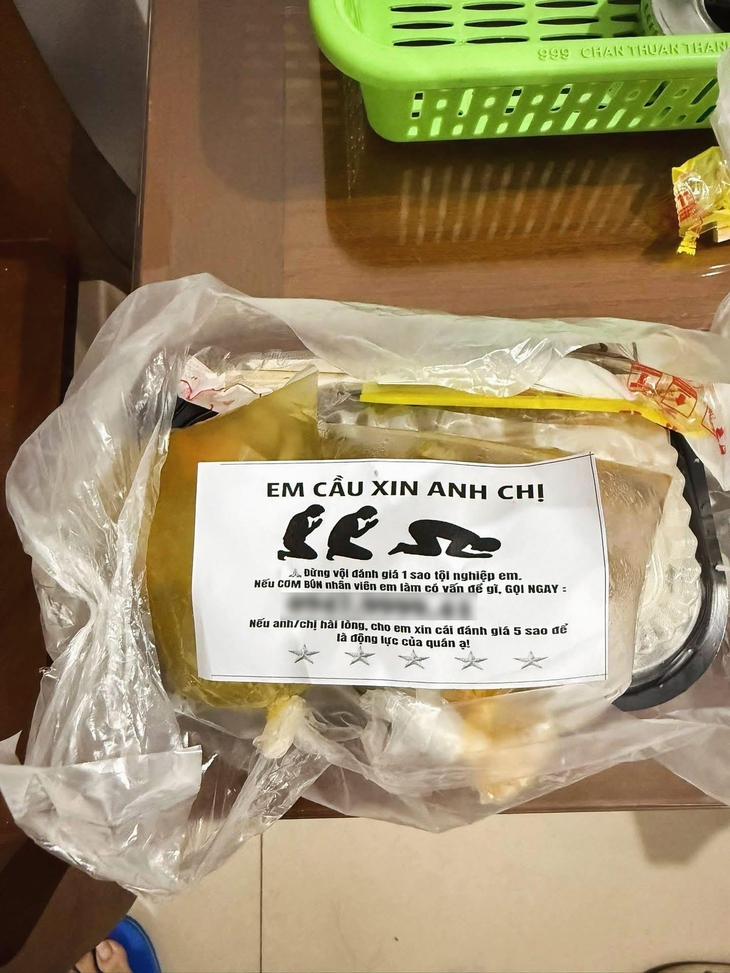 999 CHAN THUAN THAN
EM CẦU XIN ANH CHỊ
Đừng vội đánh giá 1 sao tội nghiệp em.
Nếu CƠM BÚN nhân viên em làm có vấn đề gì, GỌI NGAY :
Nếu anh/chị hài lòng, cho em xin cái đánh giá 5 sao để
là động lực của quán ạ!